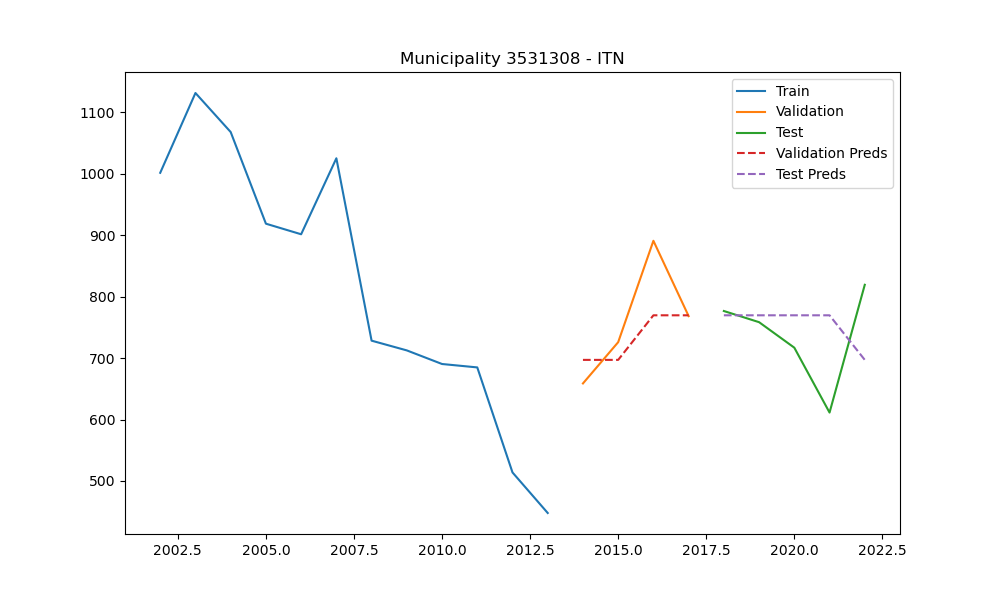 Municipality 3531308 - ITN
Train
Validation
Test
Validation Preds
Test Preds
1100
1000
900
800
700
600
500
2002.5 2005.0 2007.5 2010.0 2012.5 2015.0 2017.5 2020.0 2022.5